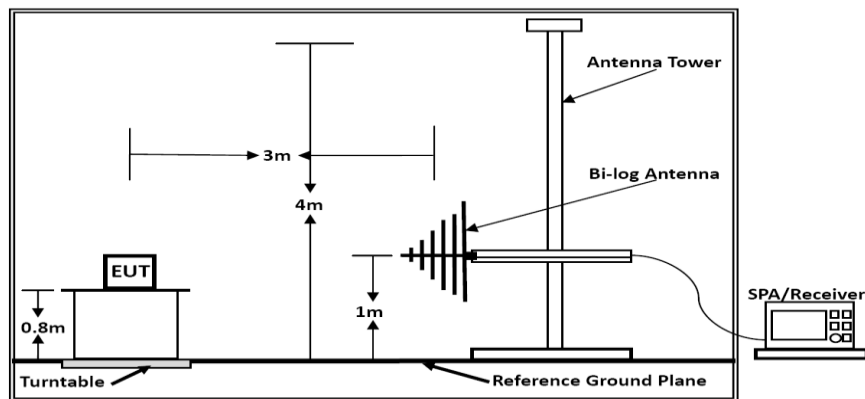 Antenna Tower
3m
Bi-log Antenna
4m
EUT
SPA/Receiver
0.8m
1m
Turntable
Reference Ground Plane